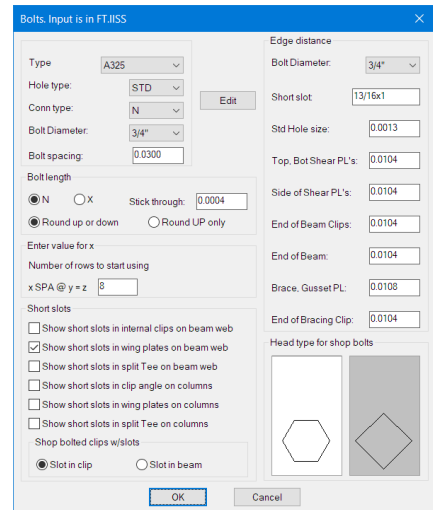 Bolts. Input is in FT.IISS
Type A325
Hole type: STD
Conn type: N
Edit
Bolt Diameter: 3/4"
Bolt spacing: 0.0300
Bolt length
N X Stick through: 0.0004
Round up or down Round UP only
Enter value for x
Number of rows to start using
x SPA @ y = z 8
Short slots
Show short slots in internal clips on beam web
Show short slots in wing plates on beam web
Show short slots in split Tee on beam web
Show short slots in clip angle on columns
Show short slots in wing plates on columns
Show short slots in split Tee on columns
Shop bolted clips w/slots
Slot in clip Slot in beam
Edge distance
Bolt Diameter: 3/4"
Short slot: 13/16x1
Std Hole size: 0.0013
Top, Bot Shear PL's: 0.0104
Side of Shear PL's: 0.0104
End of Beam Clips: 0.0104
End of Beam: 0.0104
Brace, Gusset PL: 0.0108
End of Bracing Clip: 0.0104
Head type for shop bolts
OK Cancel